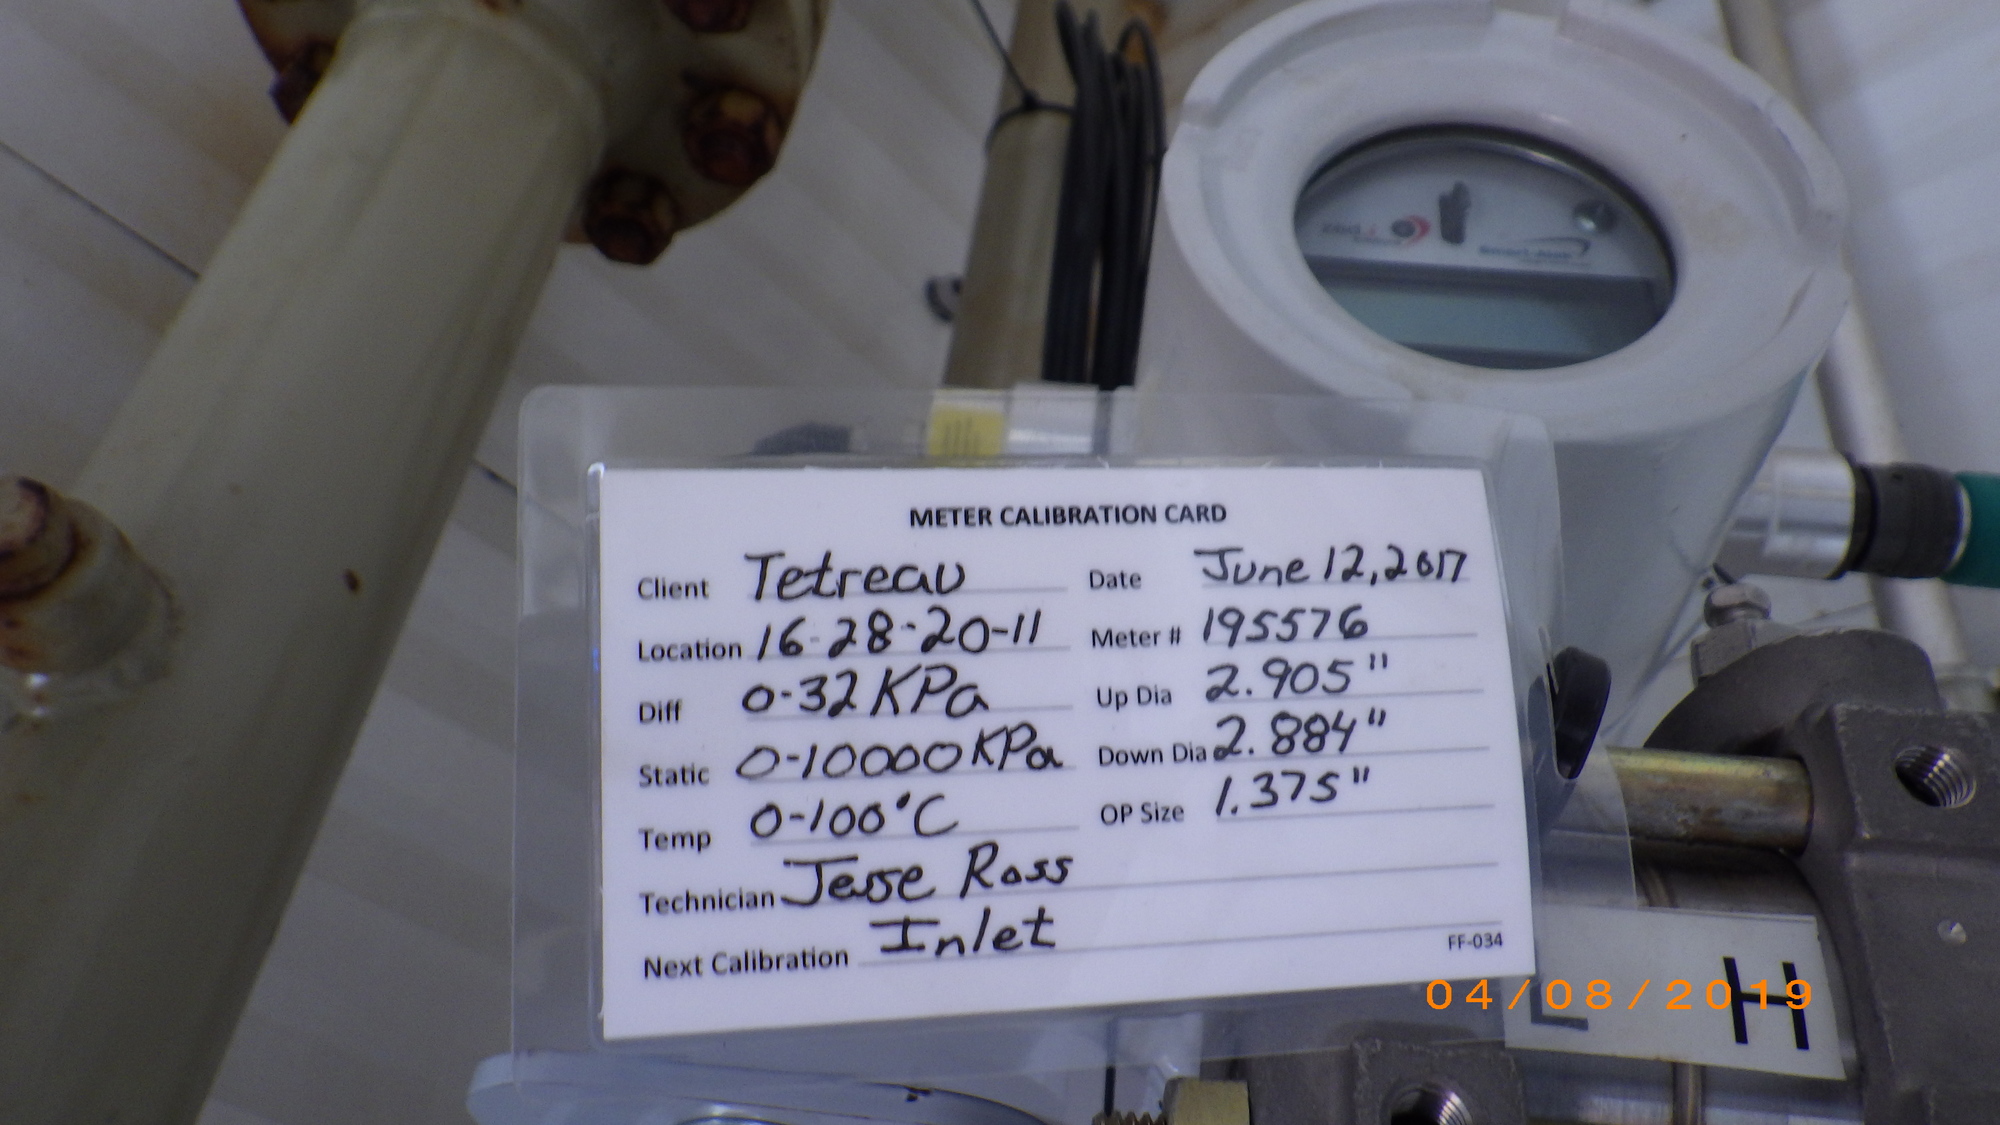 METER CALIBRATION CARD
Client Tetreau Date June 12, 2017
Location 16-28-20-11 Meter # 195576
Diff 0-32 KPa Up Dia 2.905"
Static 0-10000 KPa Down Dia 2.884"
Temp 0-100°C OP Size 1.375"
Technician Jesse Ross
Next Calibration Inlet
FF-034
04/08/2019
L H